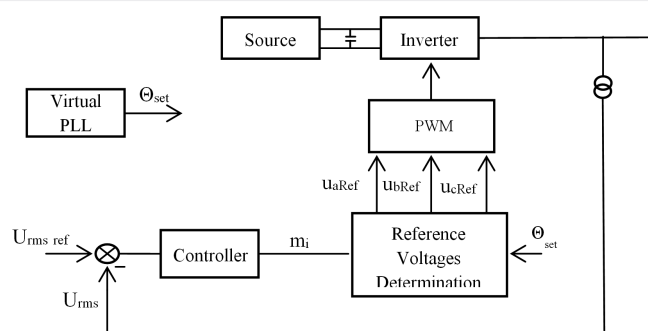 Source
Inverter
Virtual
PLL
Θset
PWM
uaRef
ubRef
ucRef
Urms ref
Controller
mi
Reference
Voltages
Determination
Θset
Urms